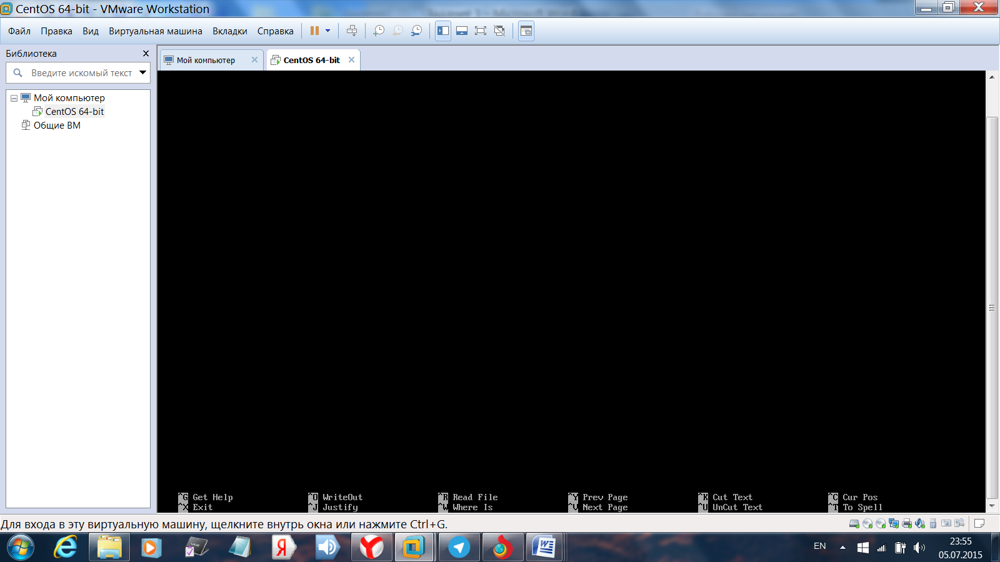 CentOS 64-bit - VMware Workstation
Файл Правка Вид Виртуальная машина Вкладки Справка
Библиотека x
Введите искомый текст
Мой компьютер
CentOS 64-bit
Общие ВМ
Мой компьютер CentOS 64-bit
^G Get Help ^O WriteOut ^R Read File ^Y Prev Page ^K Cut Text ^C Cur Pos
^X Exit ^J Justify ^W Where Is ^V Next Page ^U UnCut Text ^T To Spell
Для входа в эту виртуальную машину, щелкните внутрь окна или нажмите Ctrl+G.
EN
23:55
05.07.2015